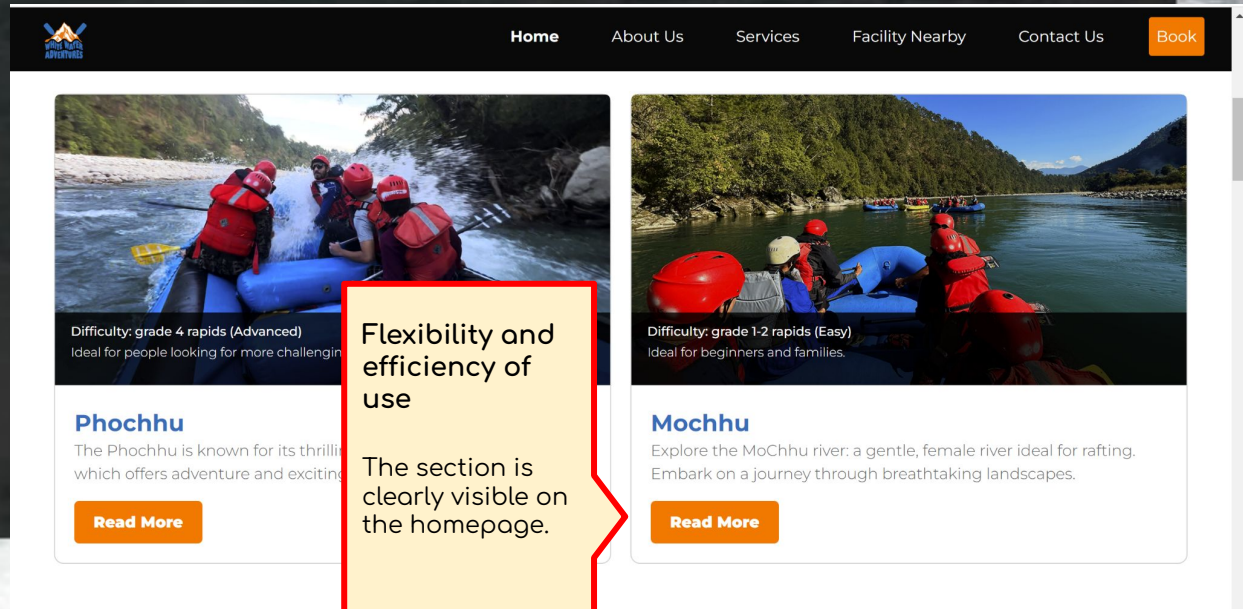 WHITE WATER
ADVENTURES
Home About Us Services Facility Nearby Contact Us Book
Difficulty: grade 4 rapids (Advanced)
Ideal for people looking for more
Phochhu
The Phochhu is known for its
which offers adventure and exciting
Read More
Flexibility and
efficiency of
use
The section is
clearly visible on
the homepage.
Difficulty: grade 1-2 rapids (Easy)
Ideal for beginners and families.
Mochhu
Explore the MoChhu river: a gentle, female river ideal for rafting.
Embark on a journey through breathtaking landscapes.
Read More